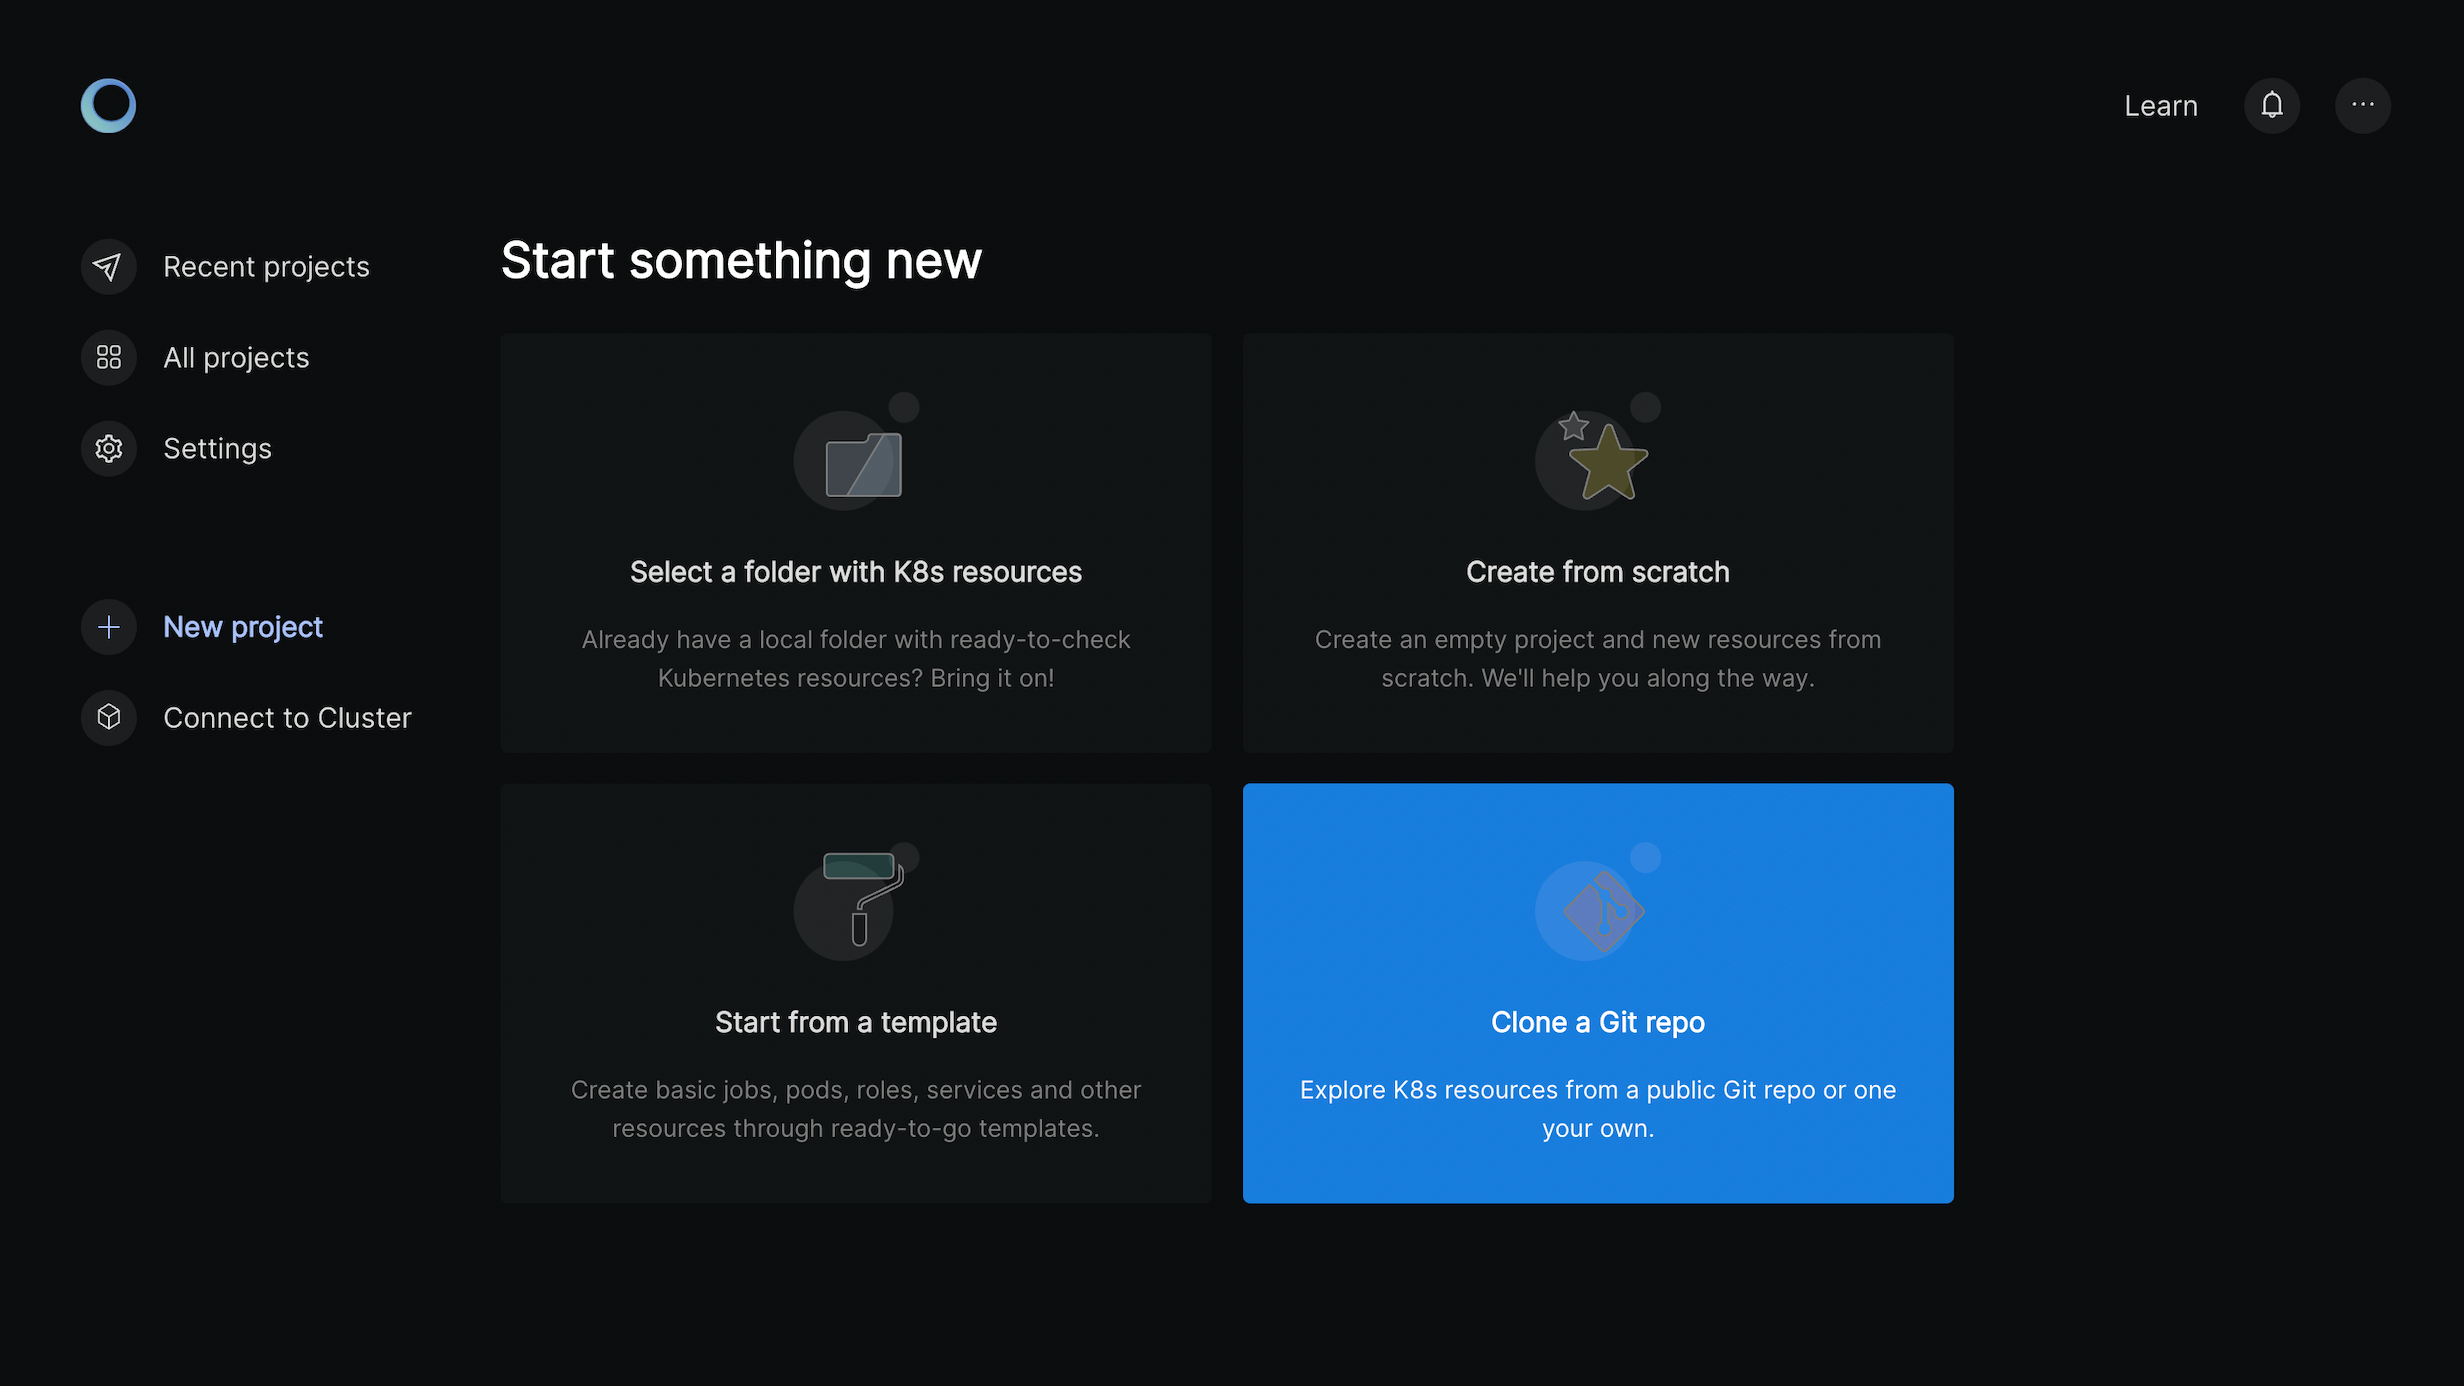 Learn
Recent projects
All projects
Settings
New project
Connect to Cluster
Start something new
Select a folder with K8s resources
Already have a local folder with ready-to-check
Kubernetes resources? Bring it on!
Create from scratch
Create an empty project and new resources from
scratch. We'll help you along the way.
Start from a template
Create basic jobs, pods, roles, services and other
resources through ready-to-go templates.
Clone a Git repo
Explore K8s resources from a public Git repo or one
your own.